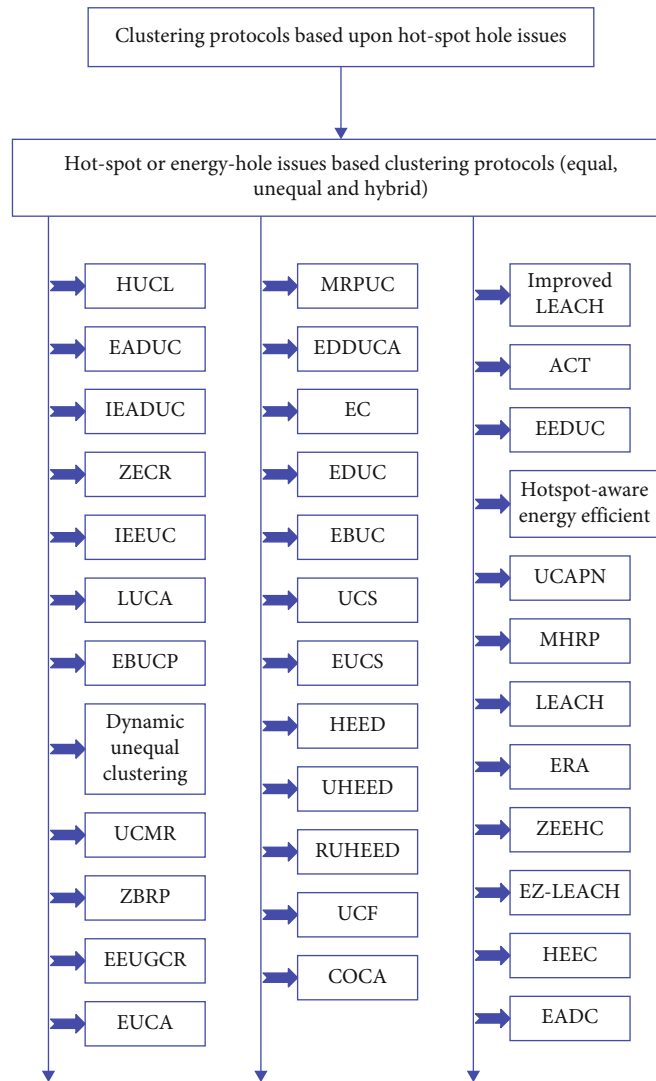 Clustering protocols based upon hot-spot hole issues
Hot-spot or energy-hole issues based clustering protocols (equal,
unequal and hybrid)
HUCL
EADUC
IEADUC
ZECR
IEEUC
LUCA
EBUCP
Dynamic
unequal
clustering
UCMR
ZBRP
EEUGCR
EUCA
MRPUC
EDDUCA
EC
EDUC
EBUC
UCS
EUCS
HEED
UHEED
RUHEED
UCF
COCA
Improved
LEACH
ACT
EEDUC
Hotspot-aware
energy efficient
UCAPN
MHRP
LEACH
ERA
ZEEHC
EZ-LEACH
HEEC
EADC